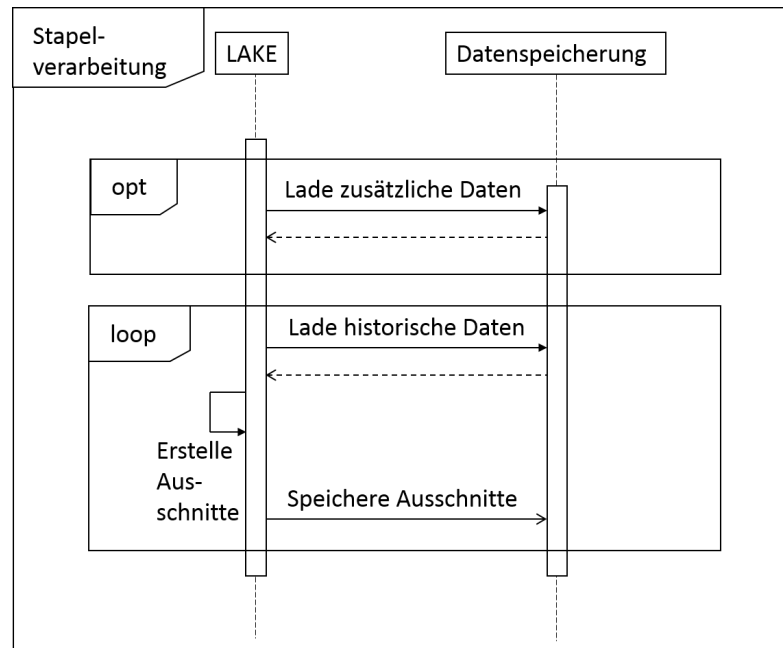 Stapel-
verarbeitung
LAKE
Datenspeicherung
opt
Lade zusätzliche Daten
loop
Lade historische Daten
Erstelle
Aus-
schnitte
Speichere Ausschnitte